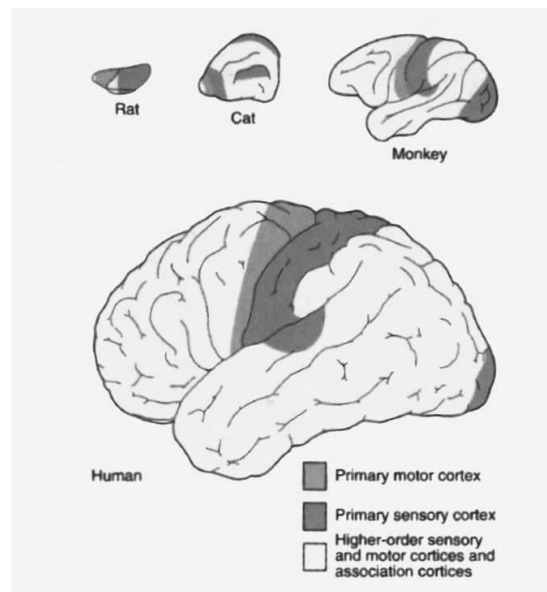 Rat
Cat
Monkey
Human
Primary motor cortex
Primary sensory cortex
Higher-order sensory
and motor cortices and
association cortices